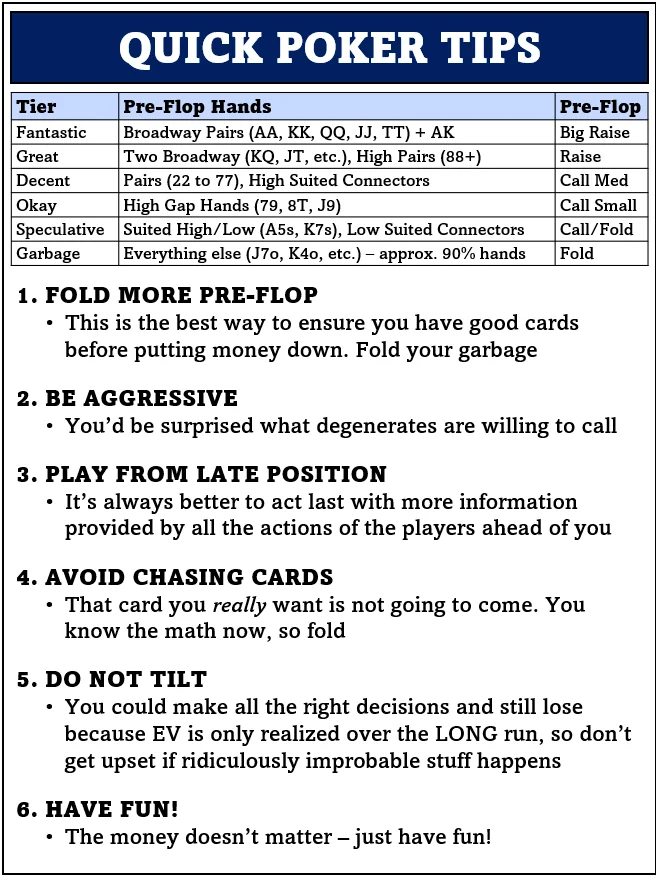 QUICK POKER TIPS
Tier Pre-Flop Hands Pre-Flop
Fantastic Broadway Pairs (AA, KK, QQ, JJ, TT) + AK Big Raise
Great Two Broadway (KQ, JT, etc.), High Pairs (88+) Raise
Decent Pairs (22 to 77), High Suited Connectors Call Med
Okay High Gap Hands (79, 8T, J9) Call Small
Speculative Suited High/Low (A5s, K7s), Low Suited Connectors Call/Fold
Garbage Everything else (J7o, K4o, etc.) – approx. 90% hands Fold
1. FOLD MORE PRE-FLOP
• This is the best way to ensure you have good cards
before putting money down. Fold your garbage
2. BE AGGRESSIVE
• You’d be surprised what degenerates are willing to call
3. PLAY FROM LATE POSITION
• It’s always better to act last with more information
provided by all the actions of the players ahead of you
4. AVOID CHASING CARDS
• That card you really want is not going to come. You
know the math now, so fold
5. DO NOT TILT
• You could make all the right decisions and still lose
because EV is only realized over the LONG run, so don’t
get upset if ridiculously improbable stuff happens
6. HAVE FUN!
• The money doesn’t matter – just have fun!